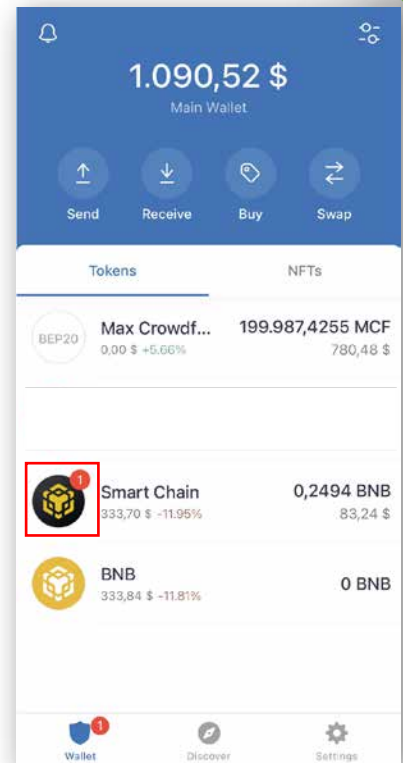 1.090,52 $
Main Wallet
Send Receive Buy Swap
Tokens NFTs
BEP20 Max Crowdf... 199.987,4255 MCF
0,00 $ +5.66% 780,48 $
1
Smart Chain 0,2494 BNB
333,70 $ -11.95% 83,24 $
BNB 0 BNB
333,84 $ -11.81%
1
Wallet Discover Settings